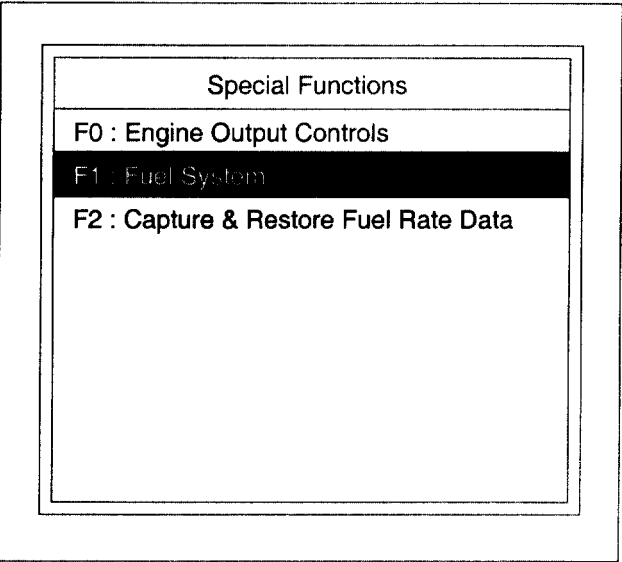 Special Functions
F0 : Engine Output Controls
F1 : Fuel System
F2 : Capture & Restore Fuel Rate Data